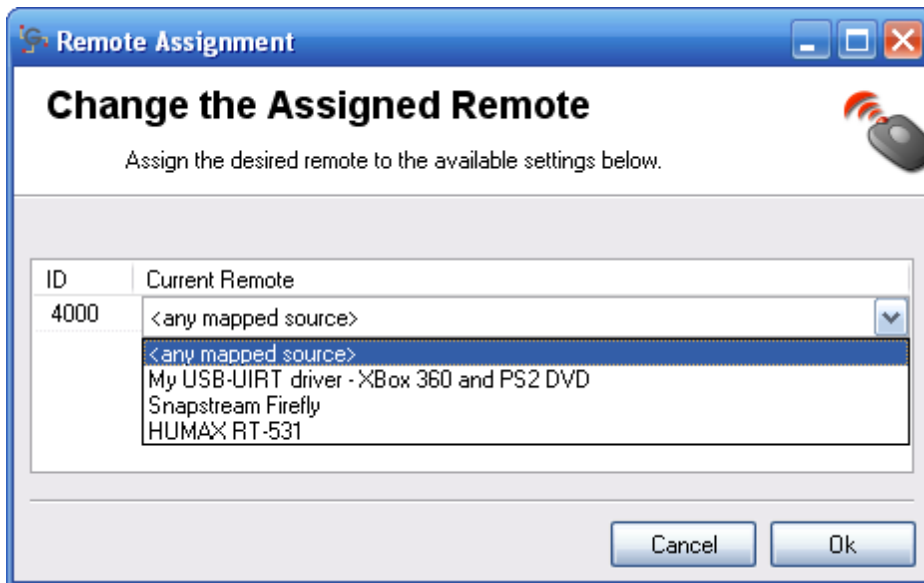 Remote Assignment
Change the Assigned Remote
Assign the desired remote to the available settings below.
ID Current Remote
4000 <any mapped source>
<any mapped source>
My USB-UIRT driver - XBox 360 and PS2 DVD
Snapstream Firefly
HUMAX RT-531
Cancel Ok